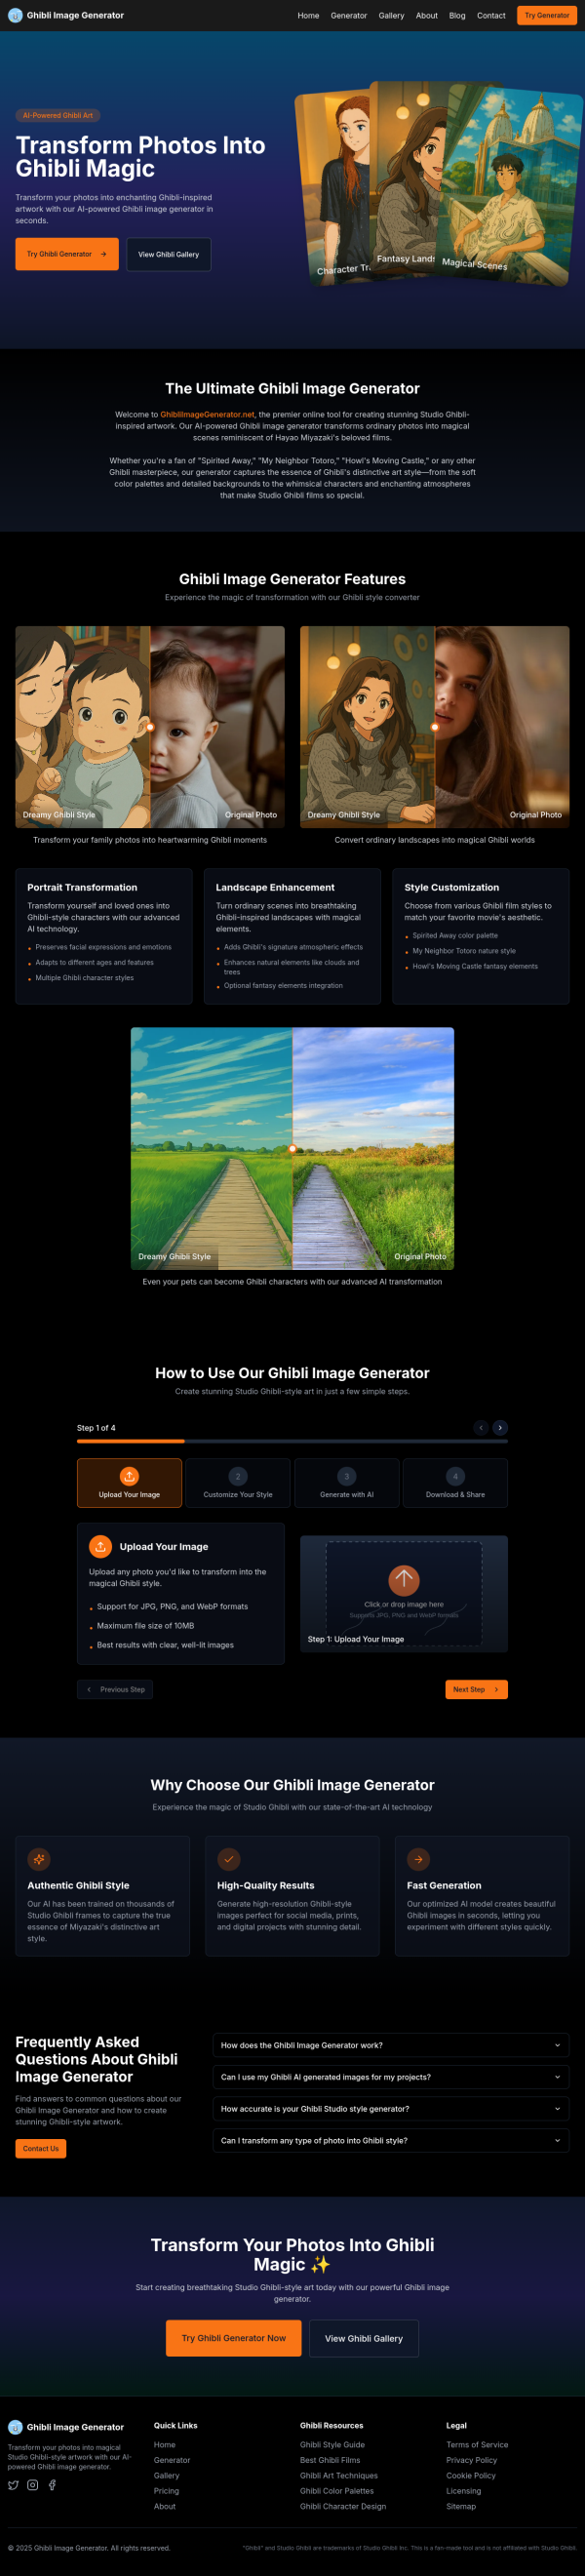 Ghibli Image Generator
Home
Generator
Gallery
About
Blog
Contact
Try Generator
AI-Powered Ghibli Art
Transform Photos Into
Ghibli Magic
Transform your photos into enchanting Ghibli-inspired
artwork with our AI-powered Ghibli image generator in
seconds.
Try Ghibli Generator
View Ghibli Gallery
Character Tr
Fantasy Lands
Magical Scenes
The Ultimate Ghibli Image Generator
Welcome to GhibliImageGenerator.net, the premier online tool for creating stunning Studio Ghibli-
inspired artwork. Our AI-powered Ghibli image generator transforms ordinary photos into magical
scenes reminiscent of Hayao Miyazaki's beloved films.
Whether you're a fan of "Spirited Away," "My Neighbor Totoro," "Howl's Moving Castle," or any other
Ghibli masterpiece, our generator captures the essence of Ghibli's distinctive art style—from the soft
color palettes and detailed backgrounds to the whimsical characters and enchanting atmospheres
that make Studio Ghibli films so special.
Ghibli Image Generator Features
Experience the magic of transformation with our Ghibli style converter
Dreamy Ghibli Style
Original Photo
Dreamy Ghibli Style
Original Photo
Transform your family photos into heartwarming Ghibli moments
Convert ordinary landscapes into magical Ghibli worlds
Portrait Transformation
Transform yourself and loved ones into
Ghibli-style characters with our advanced
AI technology.
Preserves facial expressions and emotions
Adapts to different ages and features
Multiple Ghibli character styles
Landscape Enhancement
Turn ordinary scenes into breathtaking
Ghibli-inspired landscapes with magical
elements.
Adds Ghibli's signature atmospheric effects
Enhances natural elements like clouds and
trees
Optional fantasy elements integration
Style Customization
Choose from various Ghibli film styles to
match your favorite movie's aesthetic.
Spirited Away color palette
My Neighbor Totoro nature style
Howl's Moving Castle fantasy elements
Dreamy Ghibli Style
Original Photo
Even your pets can become Ghibli characters with our advanced AI transformation
How to Use Our Ghibli Image Generator
Create stunning Studio Ghibli-style art in just a few simple steps.
Step 1 of 4
Upload Your Image
2
Customize Your Style
3
Generate with AI
4
Download & Share
Upload Your Image
Upload any photo you'd like to transform into the
magical Ghibli style.
Support for JPG, PNG, and WebP formats
Maximum file size of 10MB
Best results with clear, well-lit images
Click or drop image here
Supports JPG, PNG and WebP formats
Step 1: Upload Your Image
Previous Step
Next Step
Why Choose Our Ghibli Image Generator
Experience the magic of Studio Ghibli with our state-of-the-art AI technology
Authentic Ghibli Style
Our AI has been trained on thousands of
Studio Ghibli frames to capture the true
essence of Miyazaki's distinctive art
style.
High-Quality Results
Generate high-resolution Ghibli-style
images perfect for social media, prints,
and digital projects with stunning detail.
Fast Generation
Our optimized AI model creates beautiful
Ghibli images in seconds, letting you
experiment with different styles quickly.
Frequently Asked
Questions About Ghibli
Image Generator
Find answers to common questions about our
Ghibli Image Generator and how to create
stunning Ghibli-style artwork.
Contact Us
How does the Ghibli Image Generator work?
Can I use my Ghibli AI generated images for my projects?
How accurate is your Ghibli Studio style generator?
Can I transform any type of photo into Ghibli style?
Transform Your Photos Into Ghibli
Magic ✨
Start creating breathtaking Studio Ghibli-style art today with our powerful Ghibli image
generator.
Try Ghibli Generator Now
View Ghibli Gallery
Ghibli Image Generator
Transform your photos into magical
Studio Ghibli-style artwork with our AI-
powered Ghibli image generator.
Quick Links
Home
Generator
Gallery
Pricing
About
Ghibli Resources
Ghibli Style Guide
Best Ghibli Films
Ghibli Art Techniques
Ghibli Color Palettes
Ghibli Character Design
Legal
Terms of Service
Privacy Policy
Cookie Policy
Licensing
Sitemap
© 2025 Ghibli Image Generator. All rights reserved.
"Ghibli" and Studio Ghibli are trademarks of Studio Ghibli Inc. This is a fan-made tool and is not affiliated with Studio Ghibli.